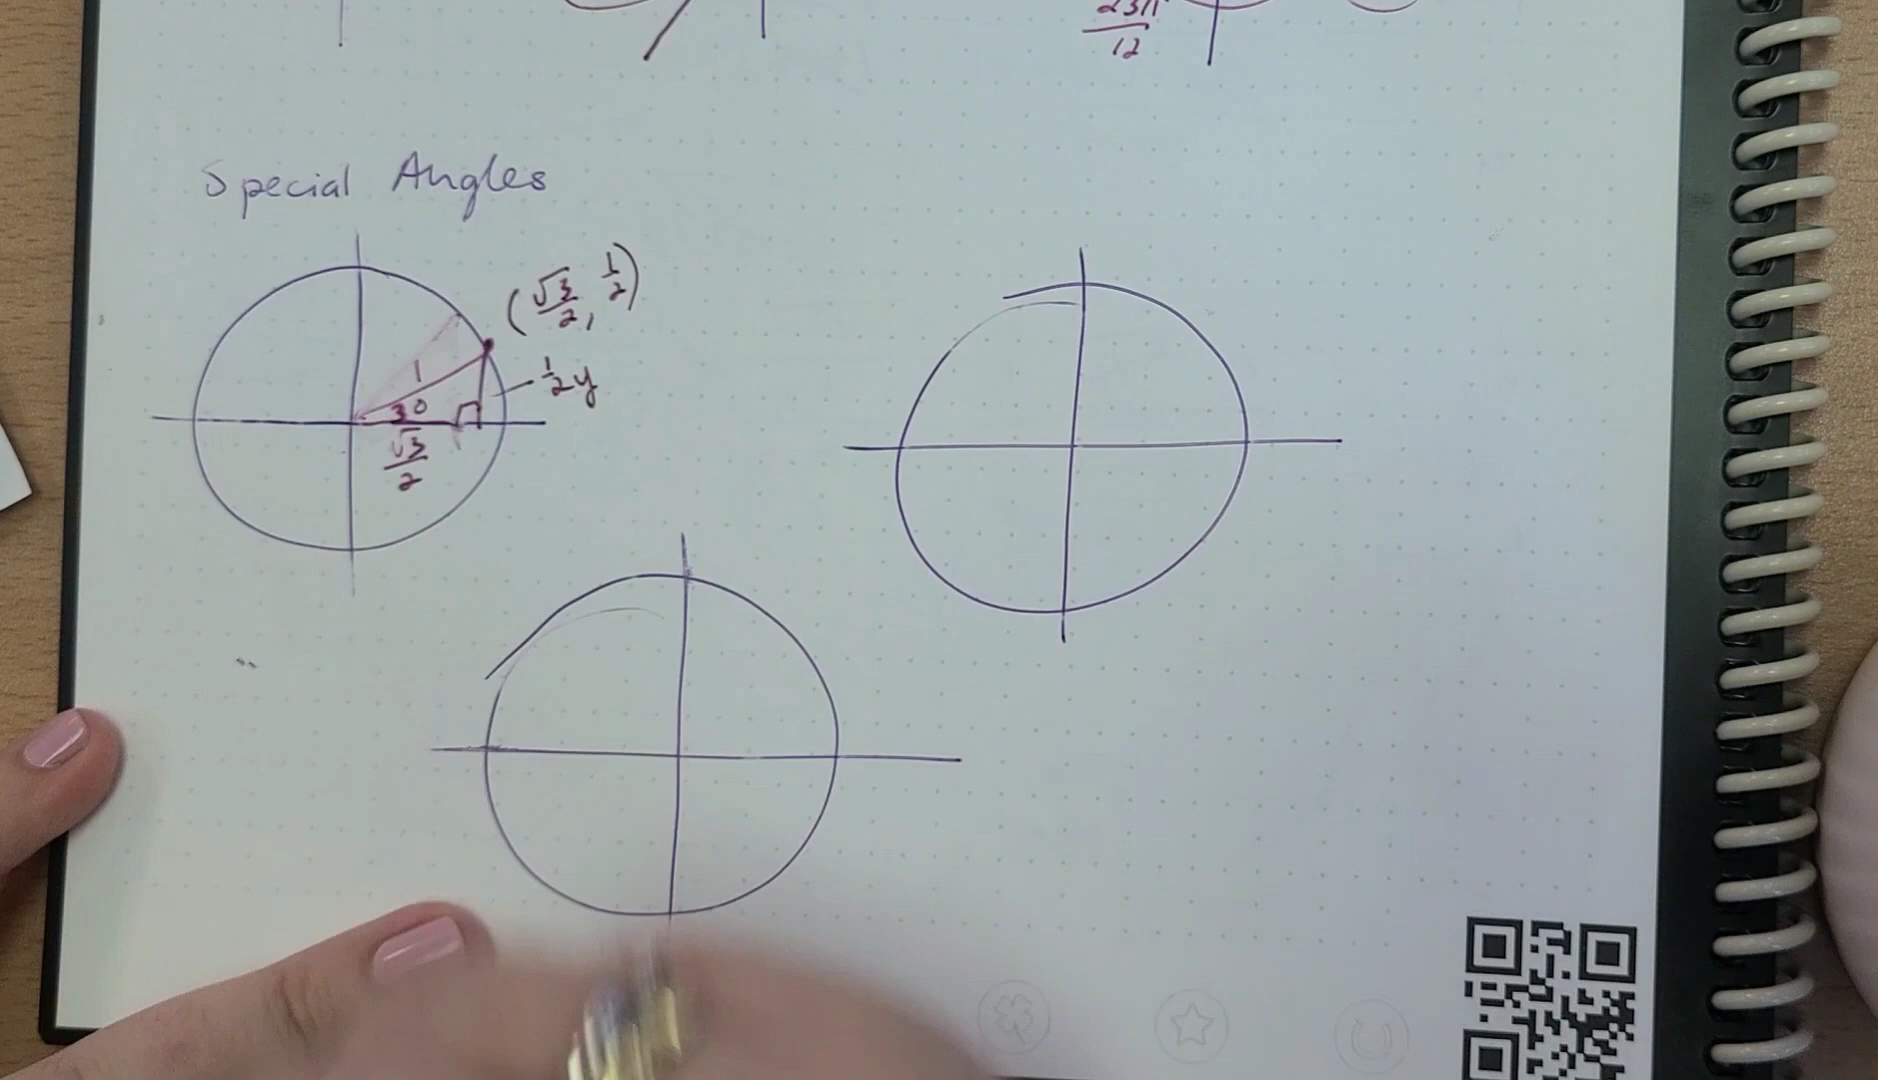 23π
12
Special Angles
(√3/2, 1/2)
1
1/2 y
30
√3/2